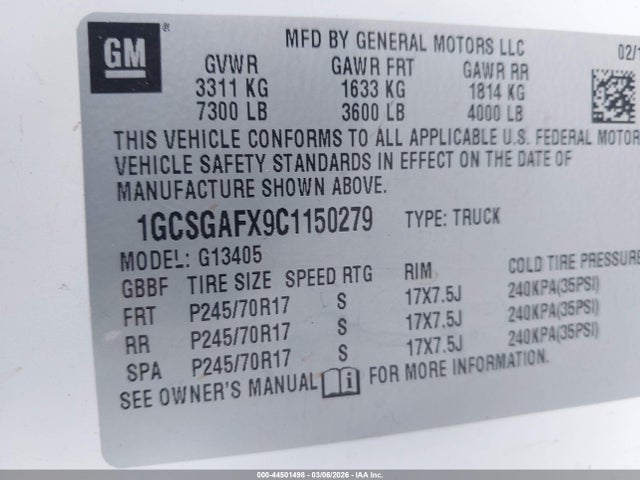 GM ®
MFD BY GENERAL MOTORS LLC 02/1
GVWR GAWR FRT GAWR RR
3311 KG 1633 KG 1814 KG
7300 LB 3600 LB 4000 LB
THIS VEHICLE CONFORMS TO ALL APPLICABLE U.S. FEDERAL MOTOR
VEHICLE SAFETY STANDARDS IN EFFECT ON THE DATE OF
MANUFACTURE SHOWN ABOVE.
1GCSGAFX9C1150279 TYPE: TRUCK
MODEL: G13405
GBBF TIRE SIZE SPEED RTG RIM COLD TIRE PRESSURE
FRT P245/70R17 S 17X7.5J 240KPA(35PSI)
RR P245/70R17 S 17X7.5J 240KPA(35PSI)
SPA P245/70R17 S 17X7.5J 240KPA(35PSI)
SEE OWNER'S MANUAL FOR MORE INFORMATION.
000-44501498 - 03/06/2026 - IAA Inc.